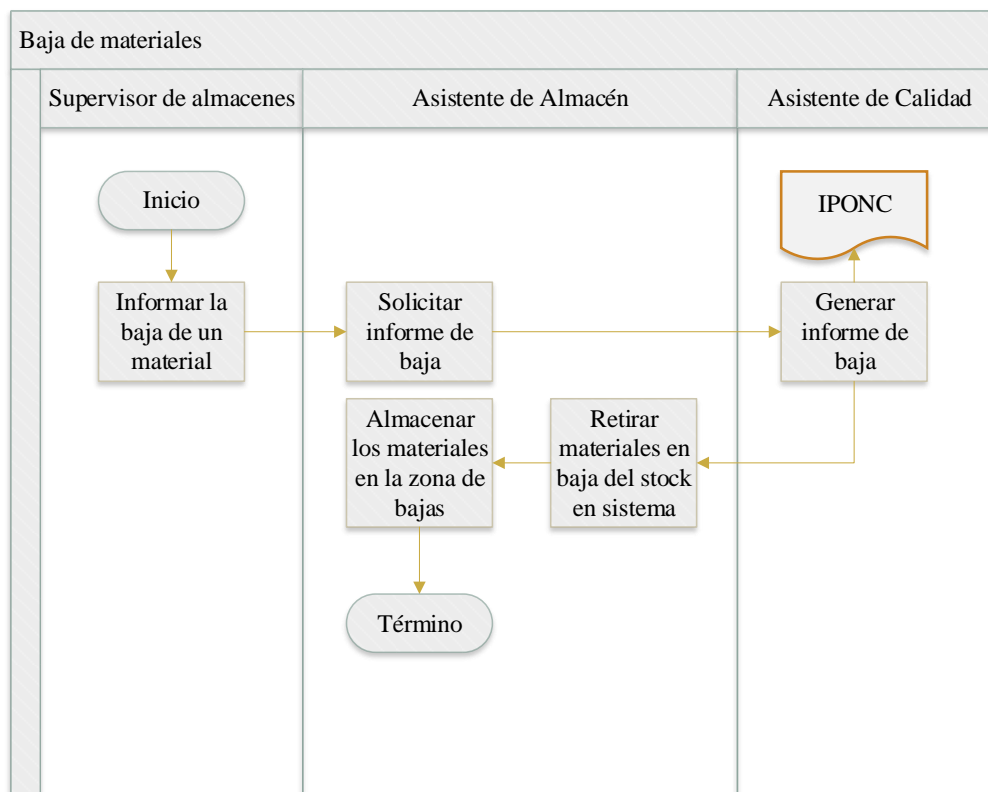 Baja de materiales
Supervisor de almacenes
Asistente de Almacén
Asistente de Calidad
Inicio
IPONC
Informar la
baja de un
material
Solicitar
informe de
baja
Generar
informe de
baja
Almacenar
los materiales
en la zona de
bajas
Retirar
materiales en
baja del stock
en sistema
Término